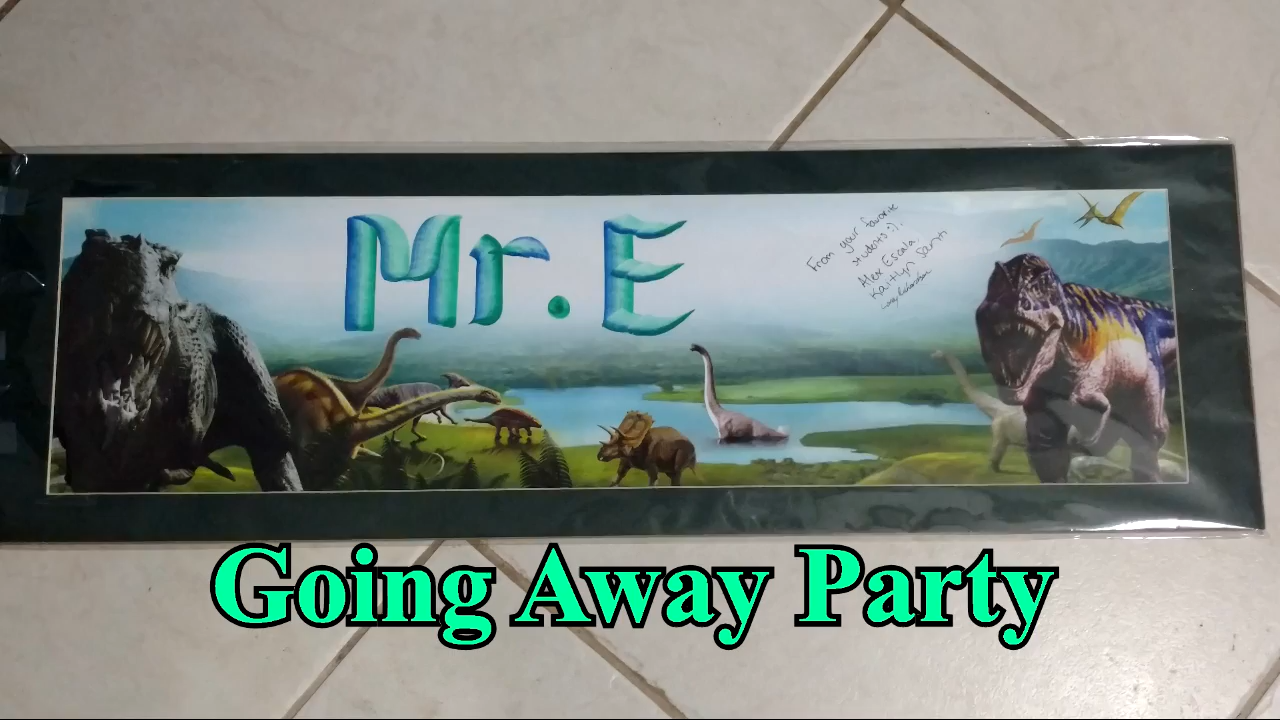 Mr. E
From your favorite
students :).
Alex Escala
Kaitlyn
Going Away Party